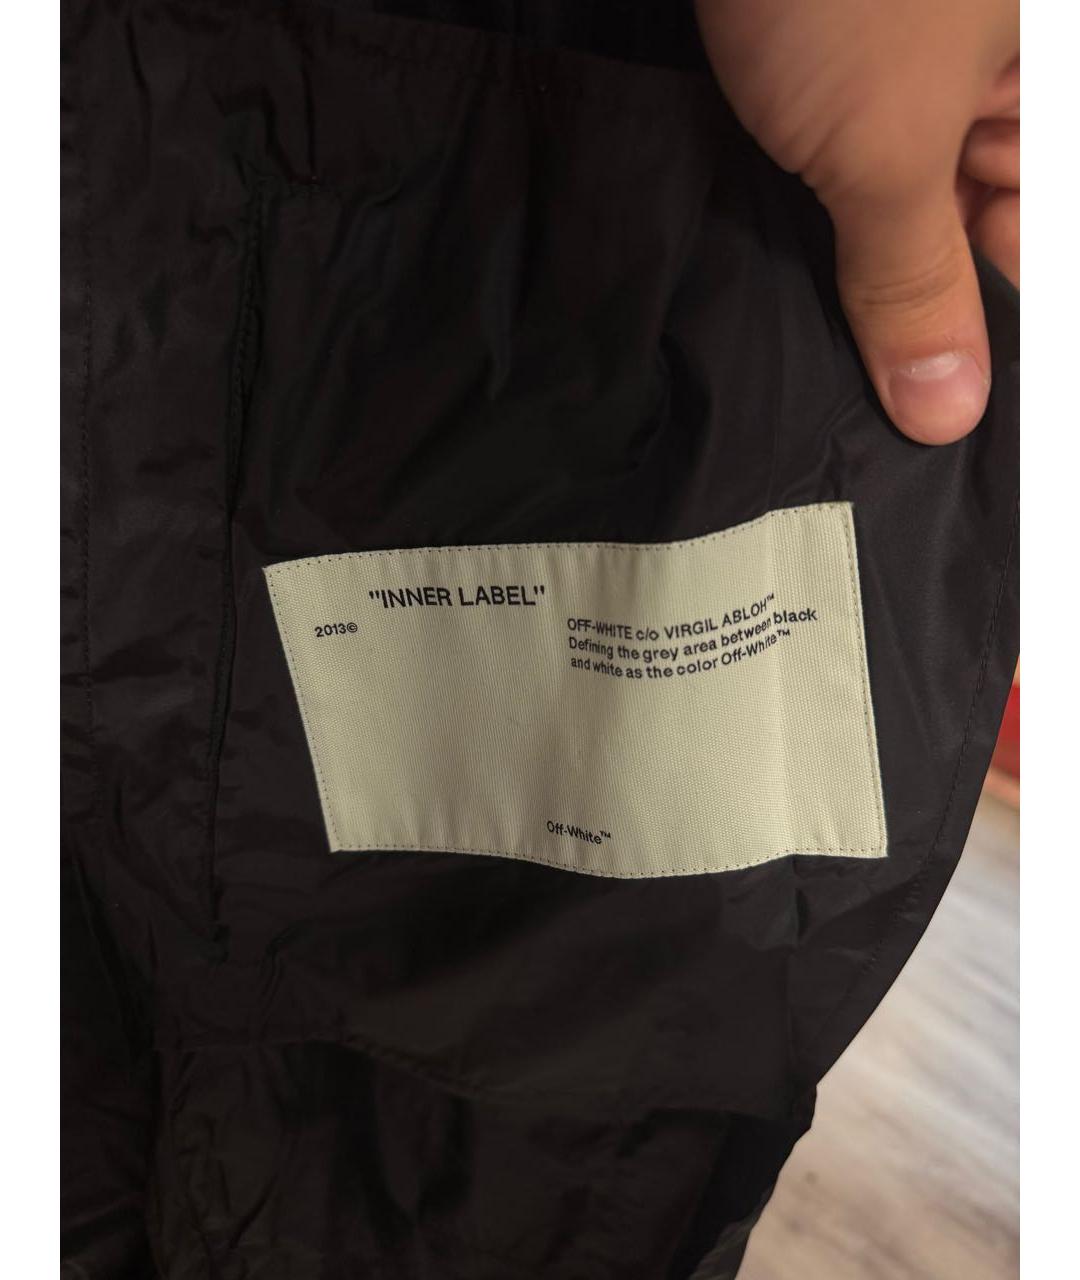 "INNER LABEL"
2013©
OFF-WHITE c/o VIRGIL ABLOH™
Defining the grey area between black
and white as the color Off-White™
Off-White™